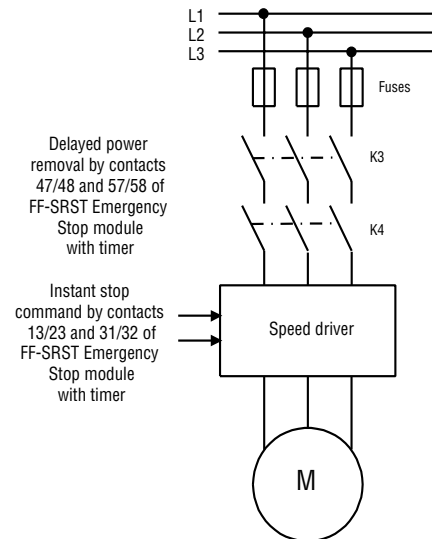 L1
L2
L3
Fuses
Delayed power
removal by contacts
47/48 and 57/58 of
FF-SRST Emergency
Stop module
with timer
K3
K4
Instant stop
command by contacts
13/23 and 31/32 of
FF-SRST Emergency
Stop module
with timer
Speed driver
M